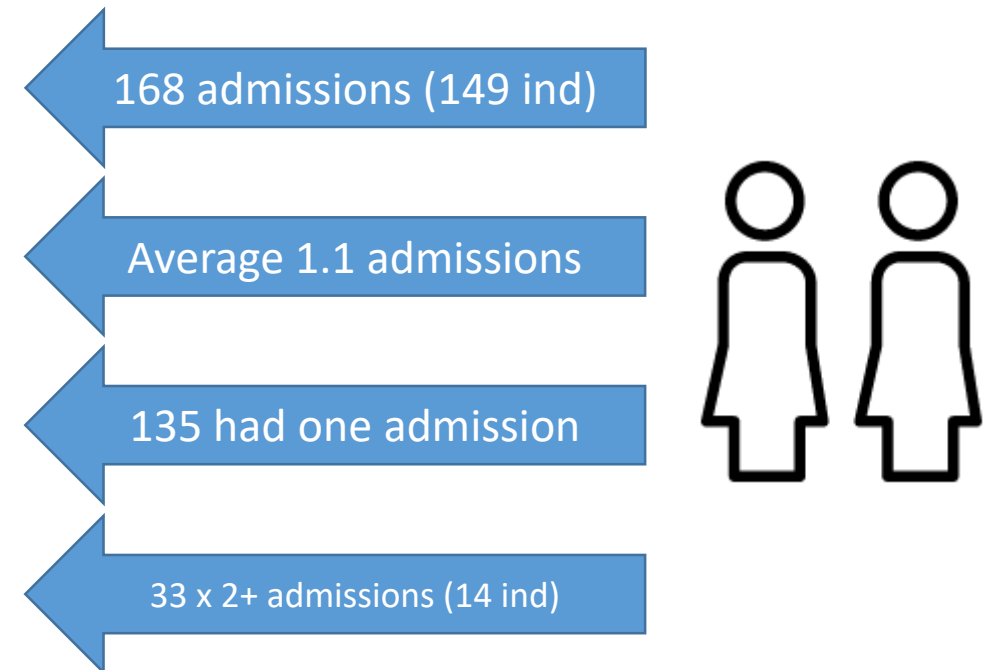 168 admissions (149 ind)
Average 1.1 admissions
135 had one admission
33 x 2+ admissions (14 ind)